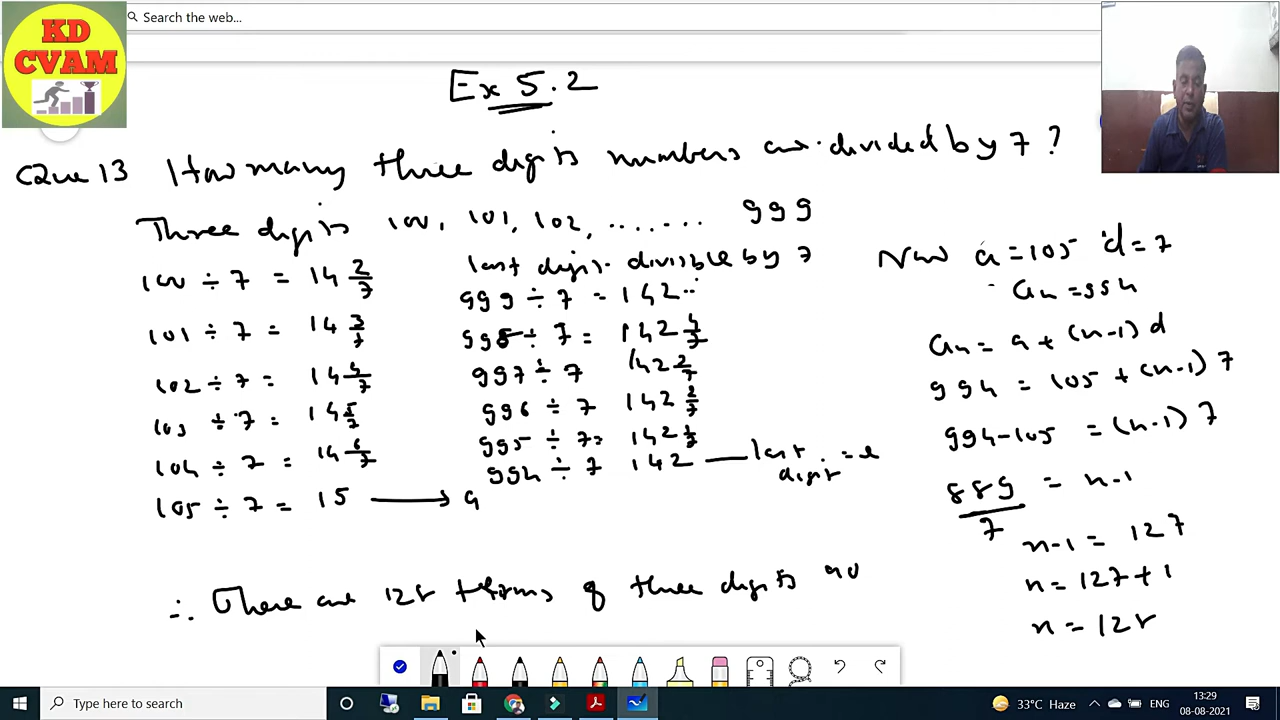 Search the web...
KD
CVAM
Ex 5.2
Que 13 How many three digits numbers are divided by 7 ?
Three digits 100, 101, 102, ....... 999
100 ÷ 7 = 14 2/7
101 ÷ 7 = 14 3/7
102 ÷ 7 = 14 4/7
103 ÷ 7 = 14 5/7
104 ÷ 7 = 14 6/7
105 ÷ 7 = 15 → a
last digit divisible by 7
999 ÷ 7 = 142..
998 ÷ 7 = 142 4/7
997 ÷ 7
996 ÷ 7 142 2/7
995 ÷ 7 = 142 1/7
994 ÷ 7 142 — last digit = l
Now a = 105 d = 7
an = 994
an = a + (n-1) d
994 = 105 + (n-1) 7
994-105 = (n-1) 7
889/7 = n-1
n-1 = 127
n = 127+1
n = 128
∴ There are 128 terms of three digits no
Type here to search
33°C Haze
13:29
08-08-2021